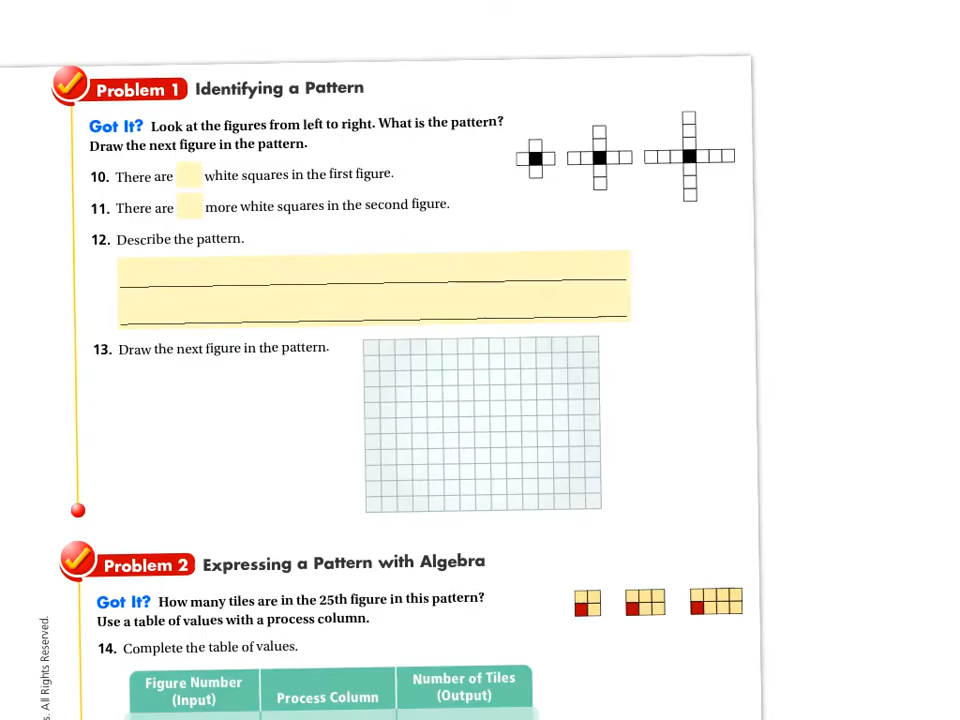 Problem 1 Identifying a Pattern
Got It? Look at the figures from left to right. What is the pattern?
Draw the next figure in the pattern.
10. There are white squares in the first figure.
11. There are more white squares in the second figure.
12. Describe the pattern.
13. Draw the next figure in the pattern.
Problem 2 Expressing a Pattern with Algebra
Got It? How many tiles are in the 25th figure in this pattern?
Use a table of values with a process column.
14. Complete the table of values.
Figure Number
(Input)
Process Column
Number of Tiles
(Output)
s. All Rights Reserved.